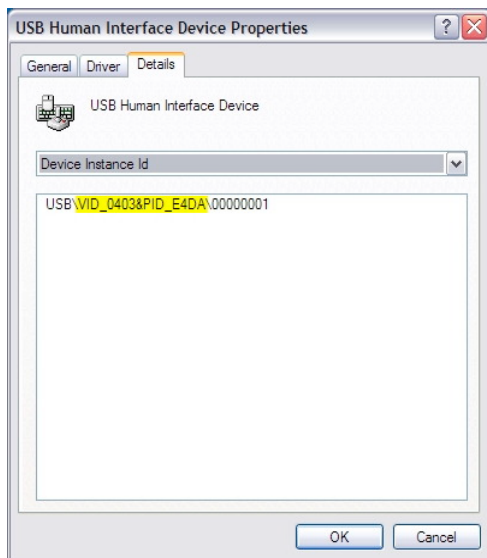 USB Human Interface Device Properties
General Driver Details
USB Human Interface Device
Device Instance Id
USB\VID_0403&PID_E4DA\00000001
OK Cancel